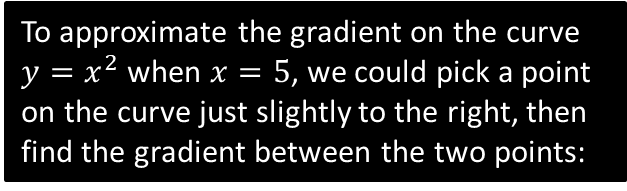 To approximate the gradient on the curve
y = x² when x = 5, we could pick a point
on the curve just slightly to the right, then
find the gradient between the two points: